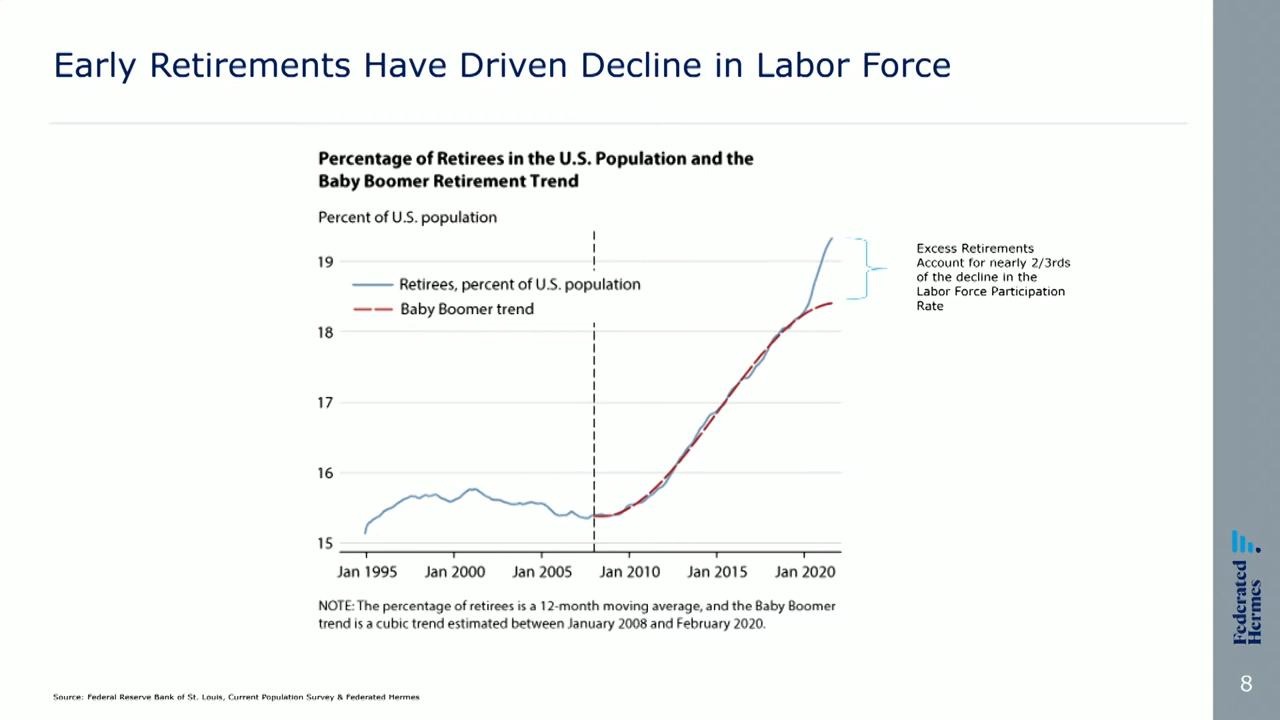 Early Retirements Have Driven Decline in Labor Force
Percentage of Retirees in the U.S. Population and the
Baby Boomer Retirement Trend
Percent of U.S. population
19
18
17
16
15
Retirees, percent of U.S. population
Baby Boomer trend
Jan 1995
Jan 2000
Jan 2005
Jan 2010
Jan 2015
Jan 2020
Excess Retirements
Account for nearly 2/3rds
of the decline in the
Labor Force Participation
Rate
NOTE: The percentage of retirees is a 12-month moving average, and the Baby Boomer
trend is a cubic trend estimated between January 2008 and February 2020.
Source: Federal Reserve Bank of St. Louis, Current Population Survey & Federated Hermes
Federated
Hermes
8